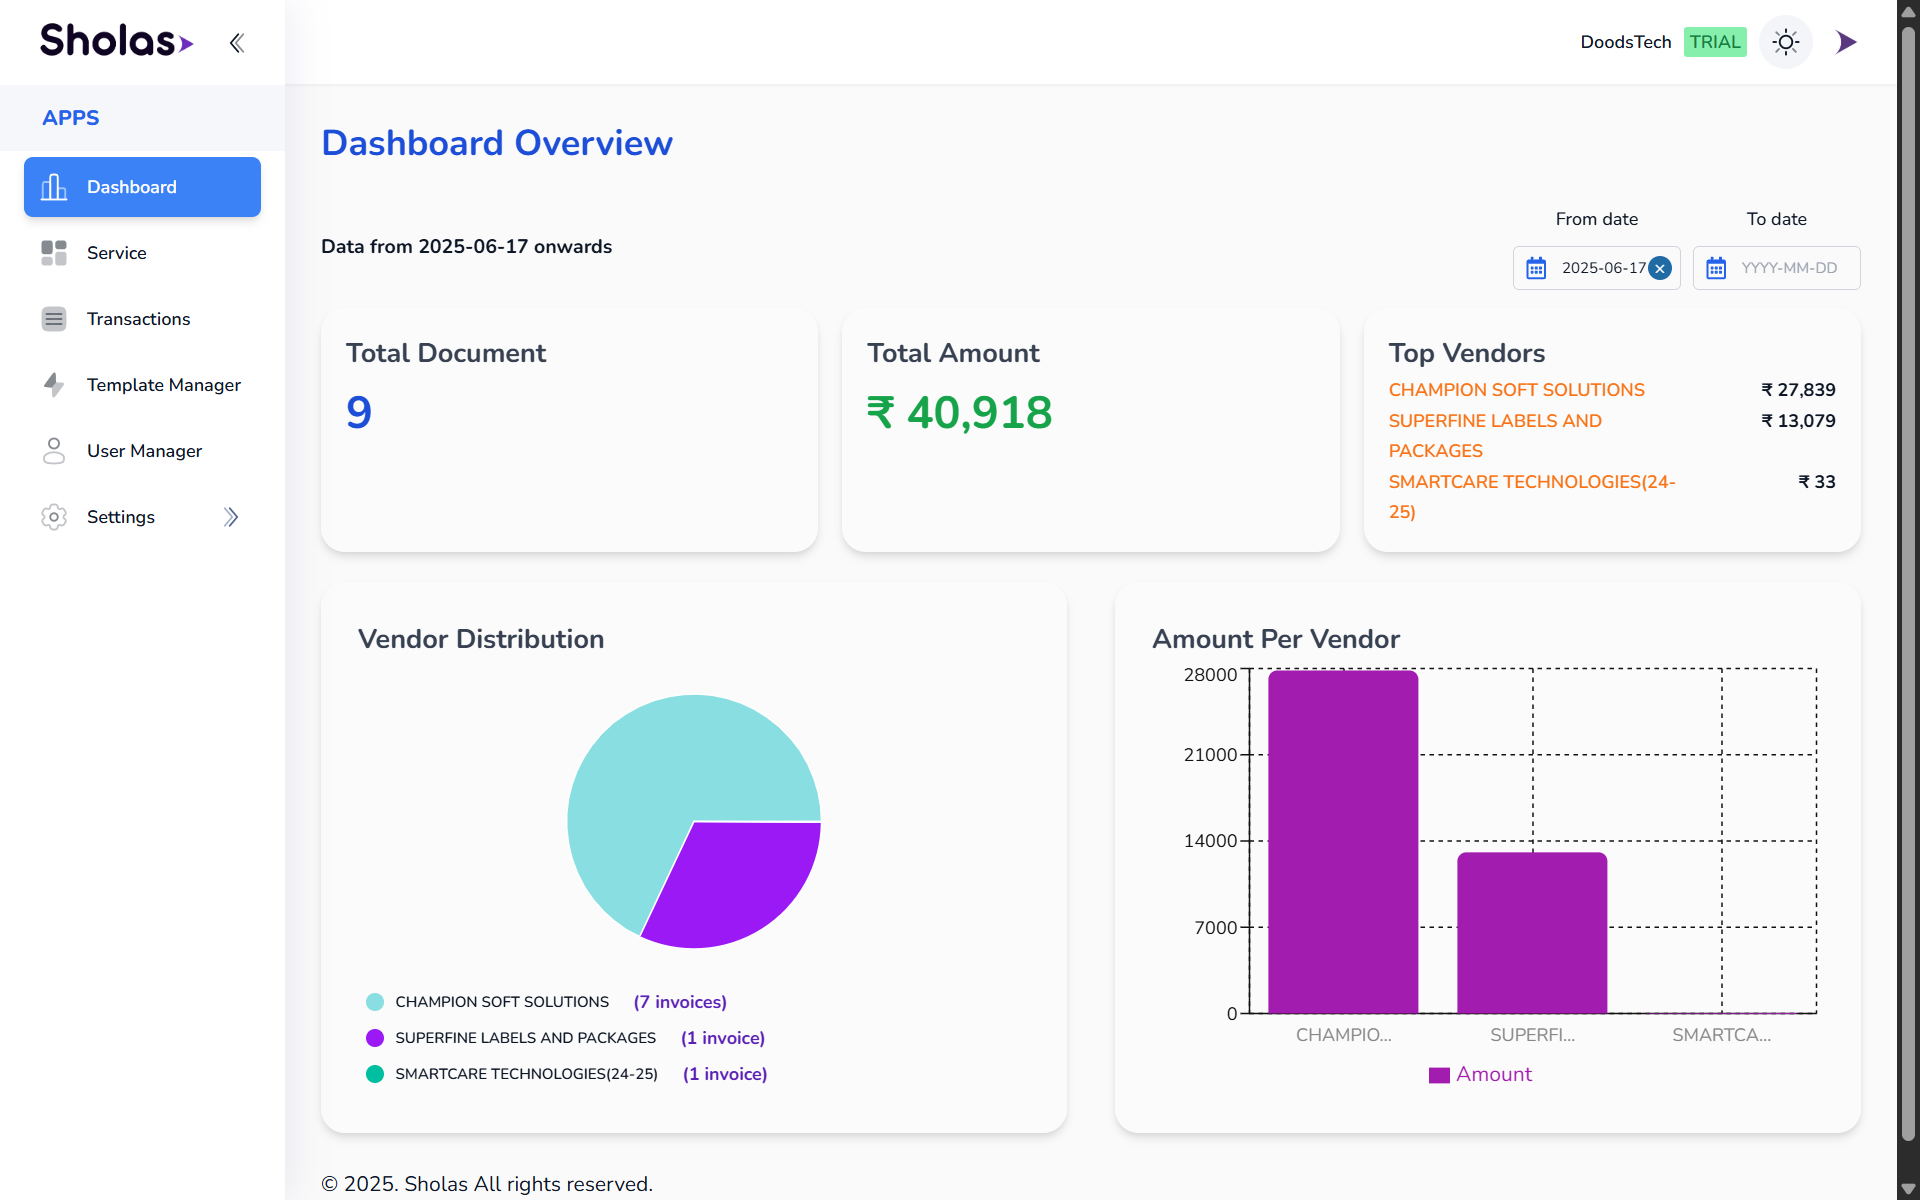 Sholas
DoodsTech TRIAL
APPS
Dashboard
Service
Transactions
Template Manager
User Manager
Settings
Dashboard Overview
Data from 2025-06-17 onwards
From date
To date
2025-06-17
YYYY-MM-DD
Total Document
9
Total Amount
₹ 40,918
Top Vendors
CHAMPION SOFT SOLUTIONS ₹ 27,839
SUPERFINE LABELS AND ₹ 13,079
PACKAGES
SMARTCARE TECHNOLOGIES(24- ₹ 33
25)
Vendor Distribution
CHAMPION SOFT SOLUTIONS (7 invoices)
SUPERFINE LABELS AND PACKAGES (1 invoice)
SMARTCARE TECHNOLOGIES(24-25) (1 invoice)
Amount Per Vendor
28000
21000
14000
7000
0
CHAMPIO... SUPERFI... SMARTCA...
Amount
© 2025. Sholas All rights reserved.